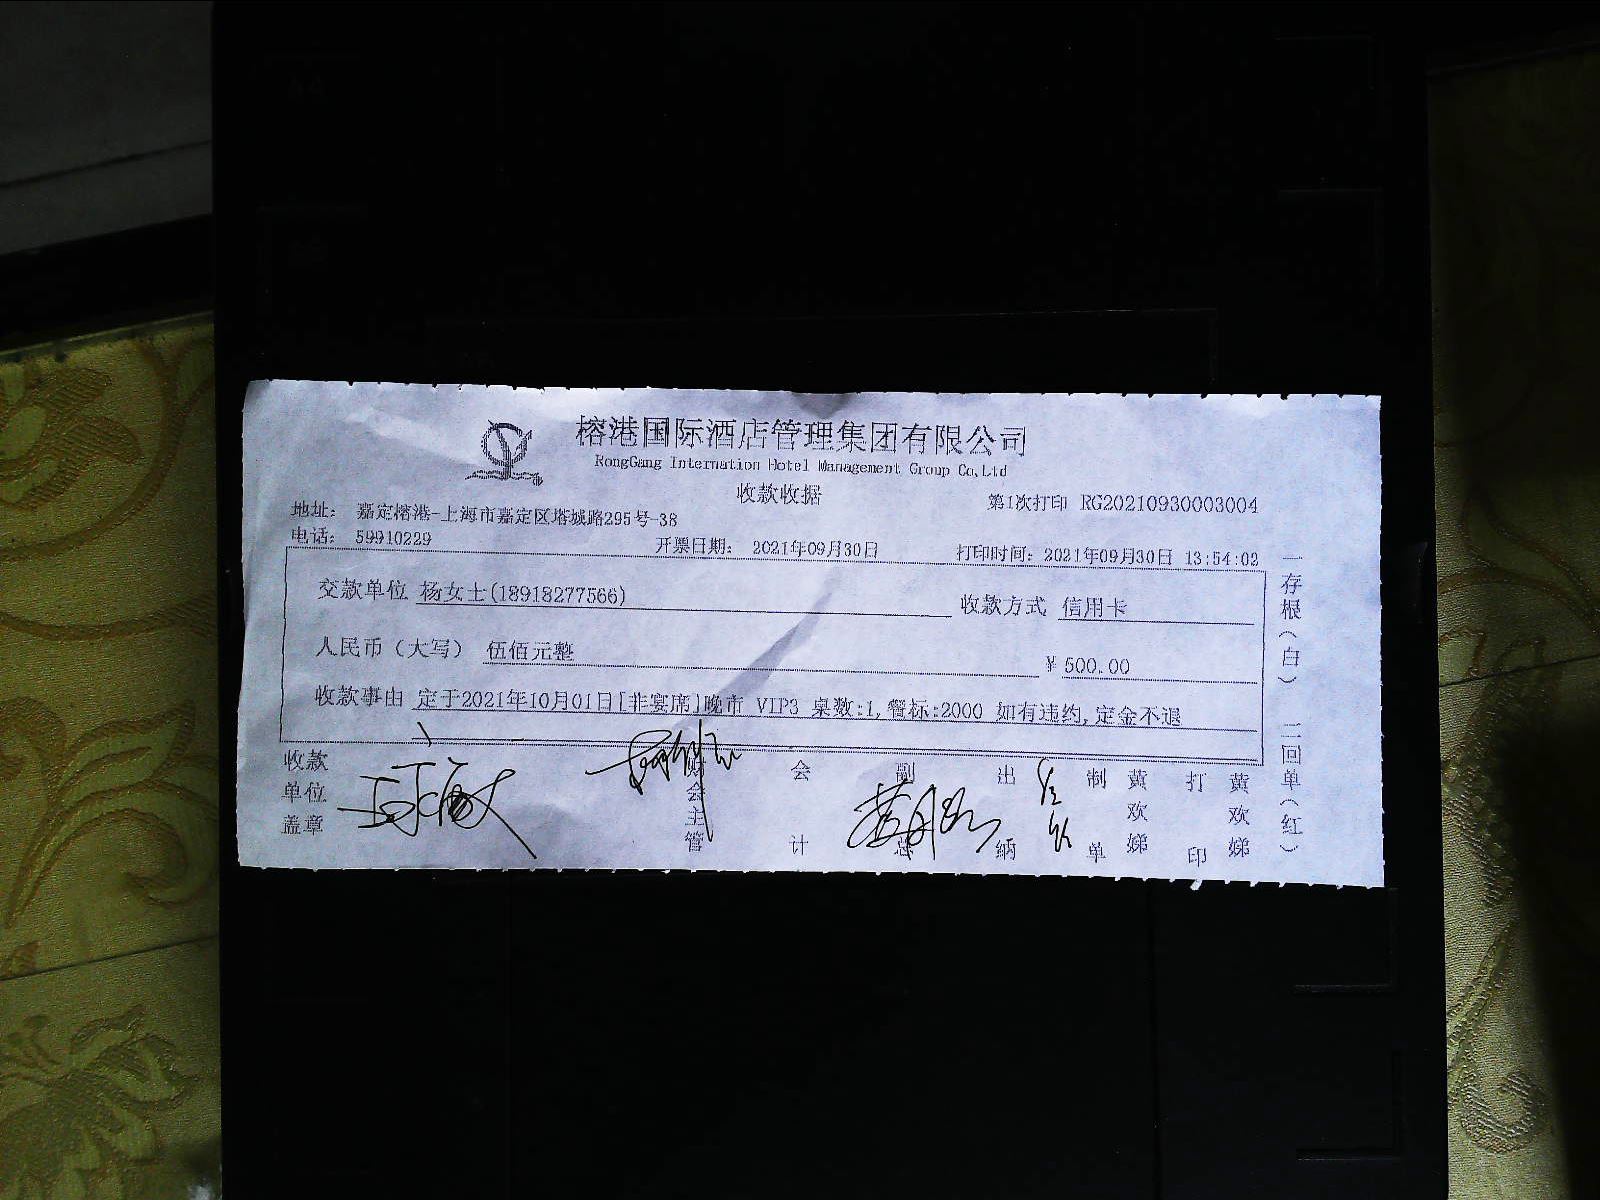 榕港国际酒店管理集团有限公司
RongGang Internation Hotel Management Group Co,Ltd
收款收据
第1次打印 RG20210930003004
地址： 嘉定榕港-上海市嘉定区塔城路295号-38
电话： 59910229
开票日期： 2021年09月30日
打印时间：2021年09月30日 13:54:02
交款单位 杨女士(18918277566)
收款方式 信用卡
人民币（大写） 伍佰元整
￥500.00
收款事由 定于2021年10月01日[非宴席]晚市 VIP3 桌数:1,餐标:2000 如有违约,定金不退
收款单位盖章
财会主管
会计
副总
出纳
制单 黄欢娣
打印 黄欢娣
一存根(白) 二回单(红)